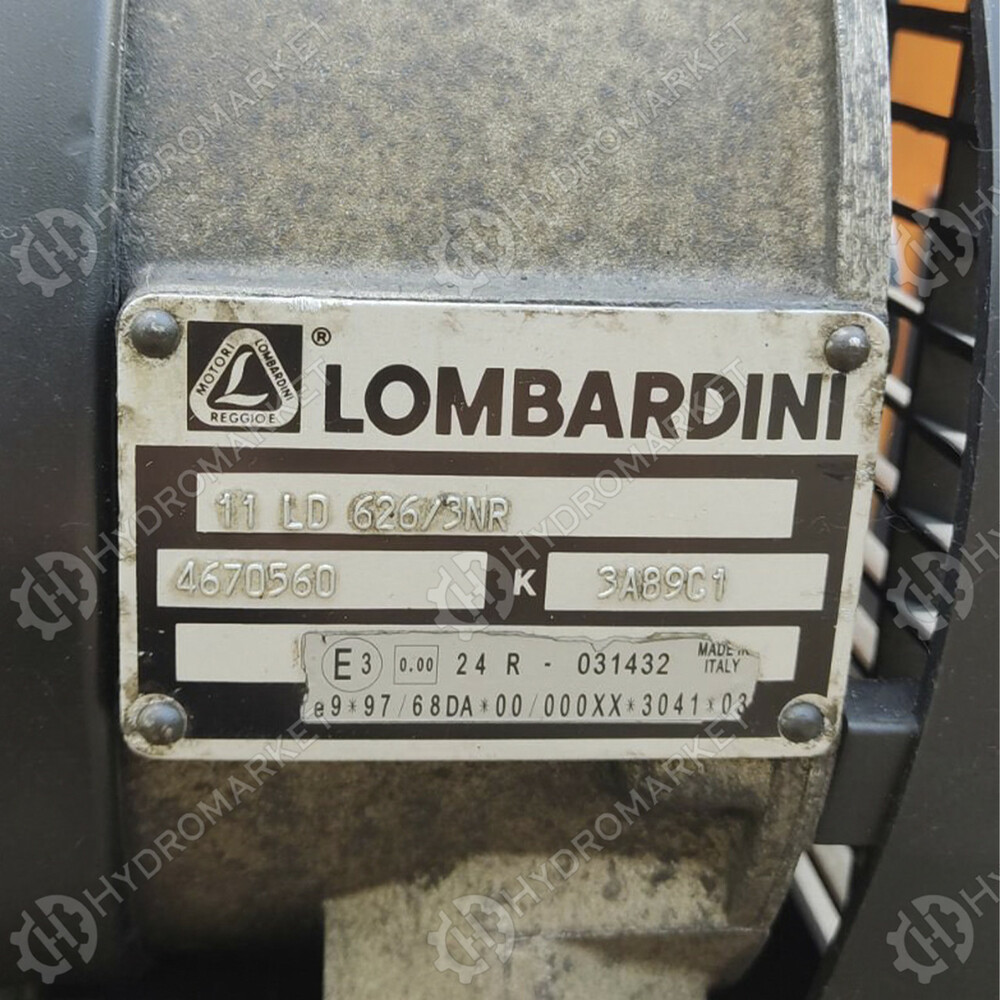 MOTORI LOMBARDINI
REGGIO E
®
LOMBARDINI
11 LD 626/3NR
4670560 K 3A89C1
E3 0.00 24 R - 031432 MADE IN ITALY
e9*97/68DA*00/000XX*3041*03
HYDROMARKET